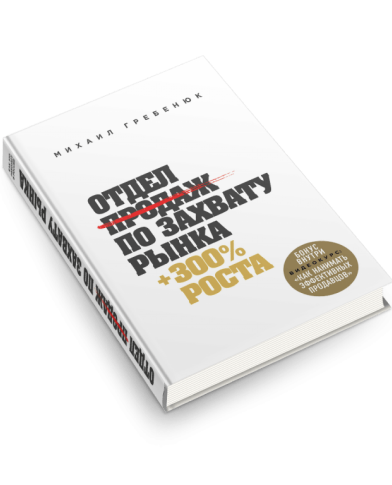 МИХАИЛ ГРЕБЕНЮК
ОТДЕЛ
ПРОДАЖ
ПО ЗАХВАТУ
РЫНКА
+300%
РОСТА
БОНУС
ВНУТРИ
ВИДЕОКУРС:
«КАК НАНИМАТЬ
ЭФФЕКТИВНЫХ
ПРОДАВЦОВ»
ОТДЕЛ ПРОДАЖ ПО ЗАХВАТУ РЫНКА